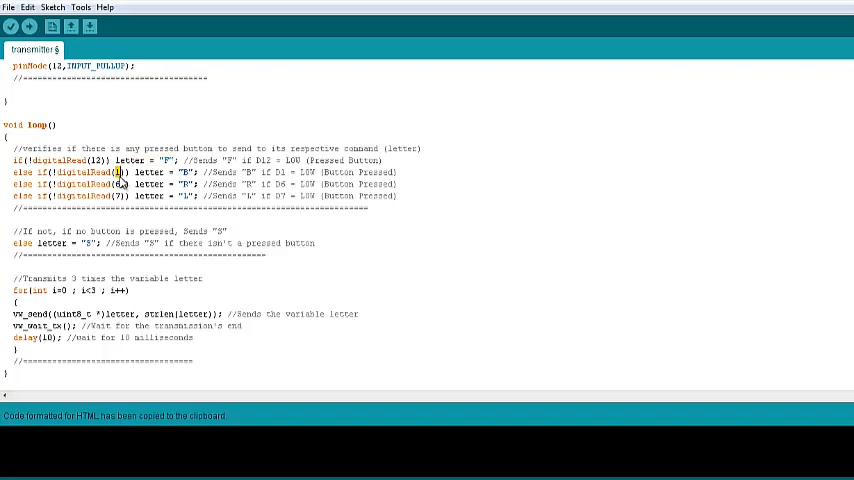 File Edit Sketch Tools Help
transmitter §
pinMode(12,INPUT_PULLUP);
//======================================
}
void loop()
{
//verifies if there is any pressed button to send to its respective command (letter)
if(!digitalRead(12)) letter = "F"; //Sends "F" if D12 = LOW (Pressed Button)
else if(!digitalRead(1)) letter = "B"; //Sends "B" if D1 = LOW (Button Pressed)
else if(!digitalRead(6)) letter = "R"; //Sends "R" if D6 = LOW (Button Pressed)
else if(!digitalRead(7)) letter = "L"; //Sends "L" if D7 = LOW (Button Pressed)
//=======================================================================
//If not, if no button is pressed, Sends "S"
else letter = "S"; //Sends "S" if there isn't a pressed button
//==================================================
//Transmits 3 times the variable letter
for(int i=0 ; i<3 ; i++)
{
vw_send((uint8_t *)letter, strlen(letter)); //Sends the variable letter
vw_wait_tx(); //Wait for the transmission's end
delay(10); //wait for 10 milliseconds
}
//===================================
}
Code formatted for HTML has been copied to the clipboard.